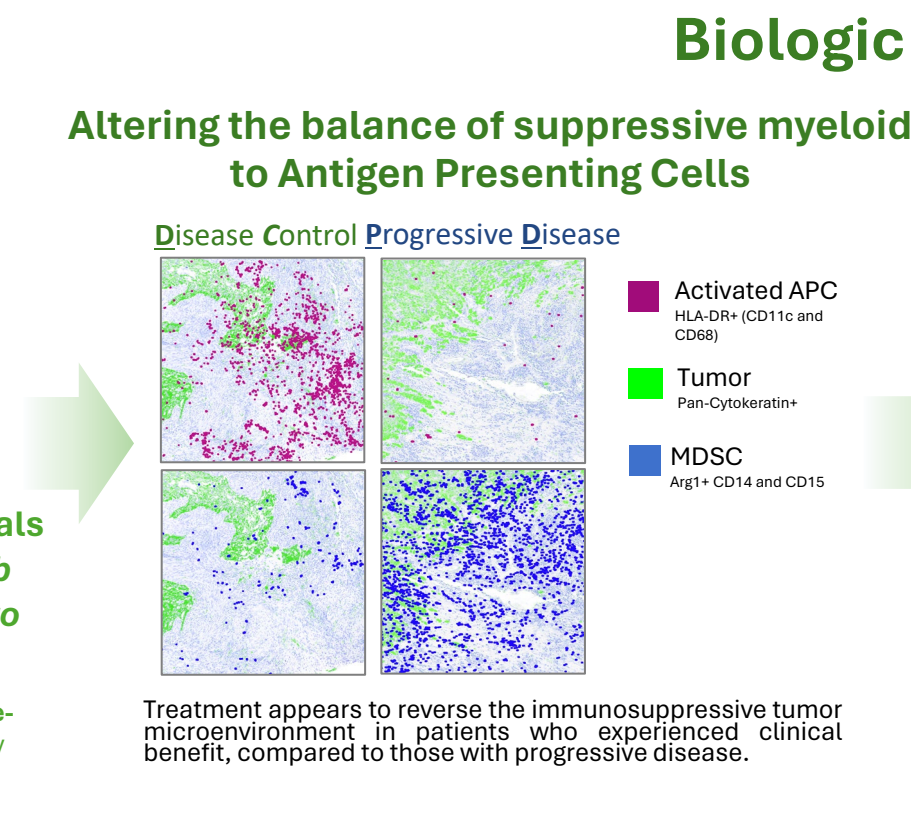 Biologic
Altering the balance of suppressive myeloid
to Antigen Presenting Cells
Disease Control Progressive Disease
Activated APC
HLA-DR+ (CD11c and
CD68)
Tumor
Pan-Cytokeratin+
MDSC
Arg1+ CD14 and CD15
als
o
e-
Treatment appears to reverse the immunosuppressive tumor
microenvironment in patients who experienced clinical
benefit, compared to those with progressive disease.